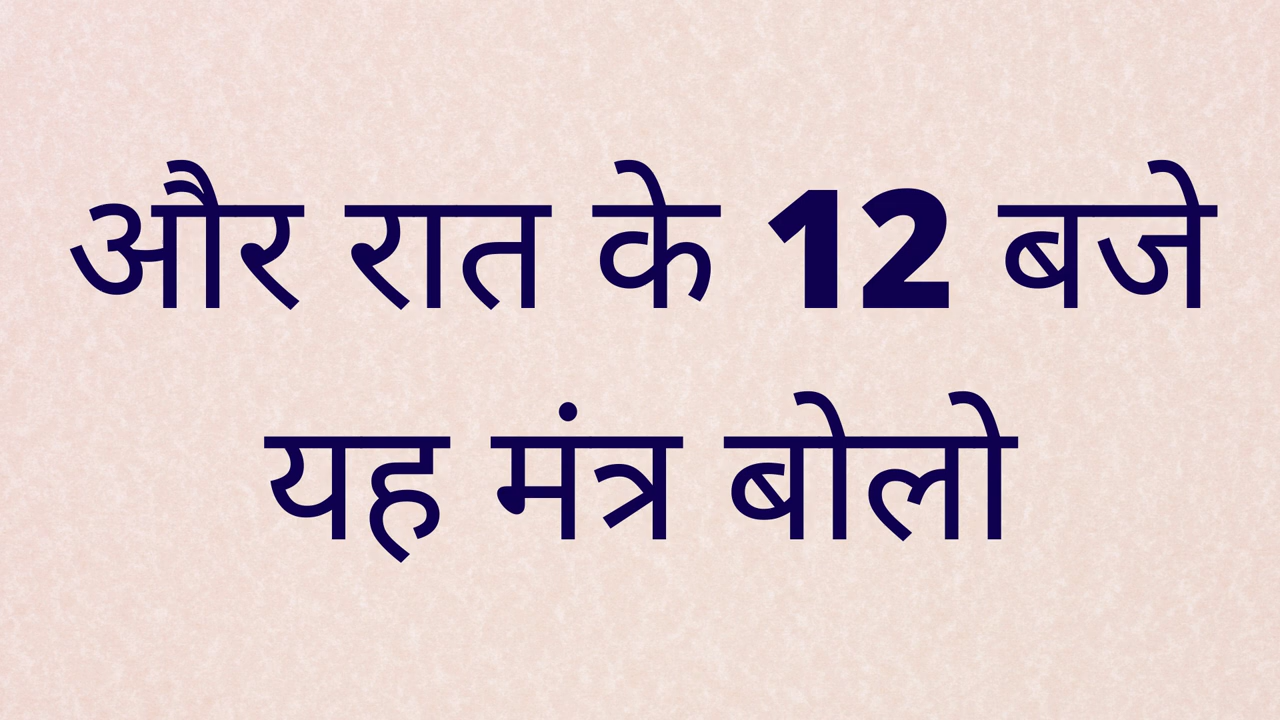 और रात के 12 बजे
यह मंत्र बोलो